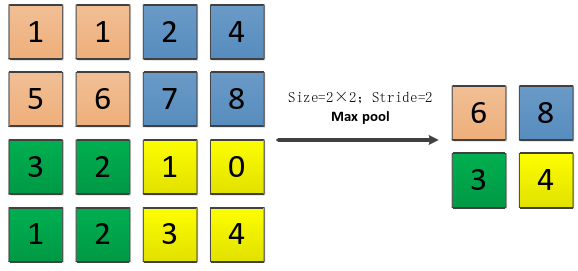 1 1 2 4
5 6 7 8
3 2 1 0
1 2 3 4
Size=2×2; Stride=2
Max pool
6 8
3 4